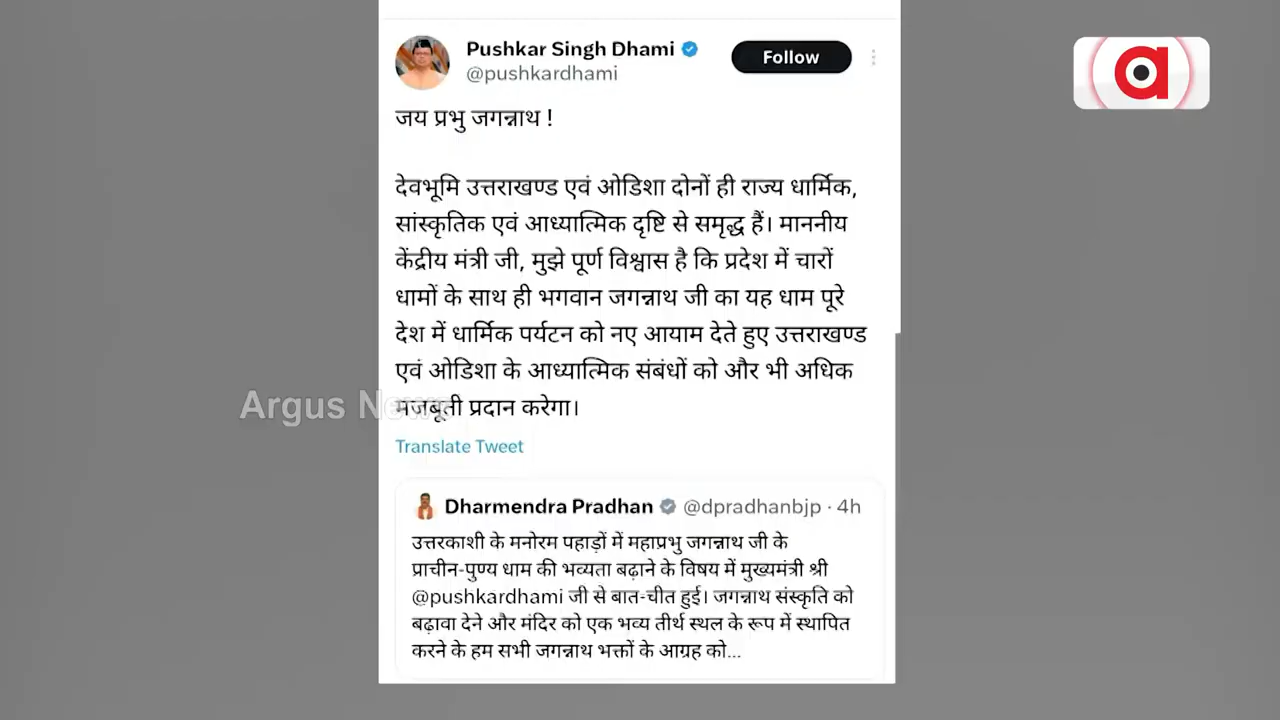 Pushkar Singh Dhami
Follow
@pushkardhami
जय प्रभु जगन्नाथ !
देवभूमि उत्तराखण्ड एवं ओडिशा दोनों ही राज्य धार्मिक,
सांस्कृतिक एवं आध्यात्मिक दृष्टि से समृद्ध हैं। माननीय
केंद्रीय मंत्री जी, मुझे पूर्ण विश्वास है कि प्रदेश में चारों
धामों के साथ ही भगवान जगन्नाथ जी का यह धाम पूरे
देश में धार्मिक पर्यटन को नए आयाम देते हुए उत्तराखण्ड
एवं ओडिशा के आध्यात्मिक संबंधों को और भी अधिक
मजबूती प्रदान करेगा।
Argus News
Translate Tweet
Dharmendra Pradhan @dpradhanbjp · 4h
उत्तरकाशी के मनोरम पहाड़ों में महाप्रभु जगन्नाथ जी के
प्राचीन-पुण्य धाम की भव्यता बढ़ाने के विषय में मुख्यमंत्री श्री
@pushkardhami जी से बात-चीत हुई। जगन्नाथ संस्कृति को
बढ़ावा देने और मंदिर को एक भव्य तीर्थ स्थल के रूप में स्थापित
करने के हम सभी जगन्नाथ भक्तों के आग्रह को...
a